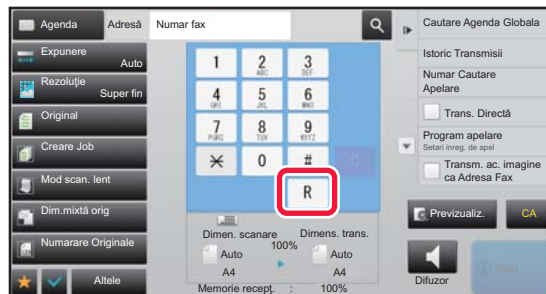 Agenda Adresă Numar fax
Expunere
Auto
Rezoluţie
Super fin
Original
Creare Job
Mod scan. lent
Dim.mixtă orig
Numarare Originale
Altele
1 2 3
ABC DEF
4 5 6
GHI JKL MNO
7 8 9
PQRS TUV WXYZ
0 # C
R
Dimen. scanare Dimens. trans.
100%
Auto Auto
A4 A4
Memorie recepţ. : 100%
Cautare Agenda Globala
Istoric Transmisii
Numar Cautare
Apelare
Trans. Directă
Program apelare
Setari inreg. de apel
Transm. ac. imagine
ca Adresa Fax
Previzualiz. CA
Difuzor
Start